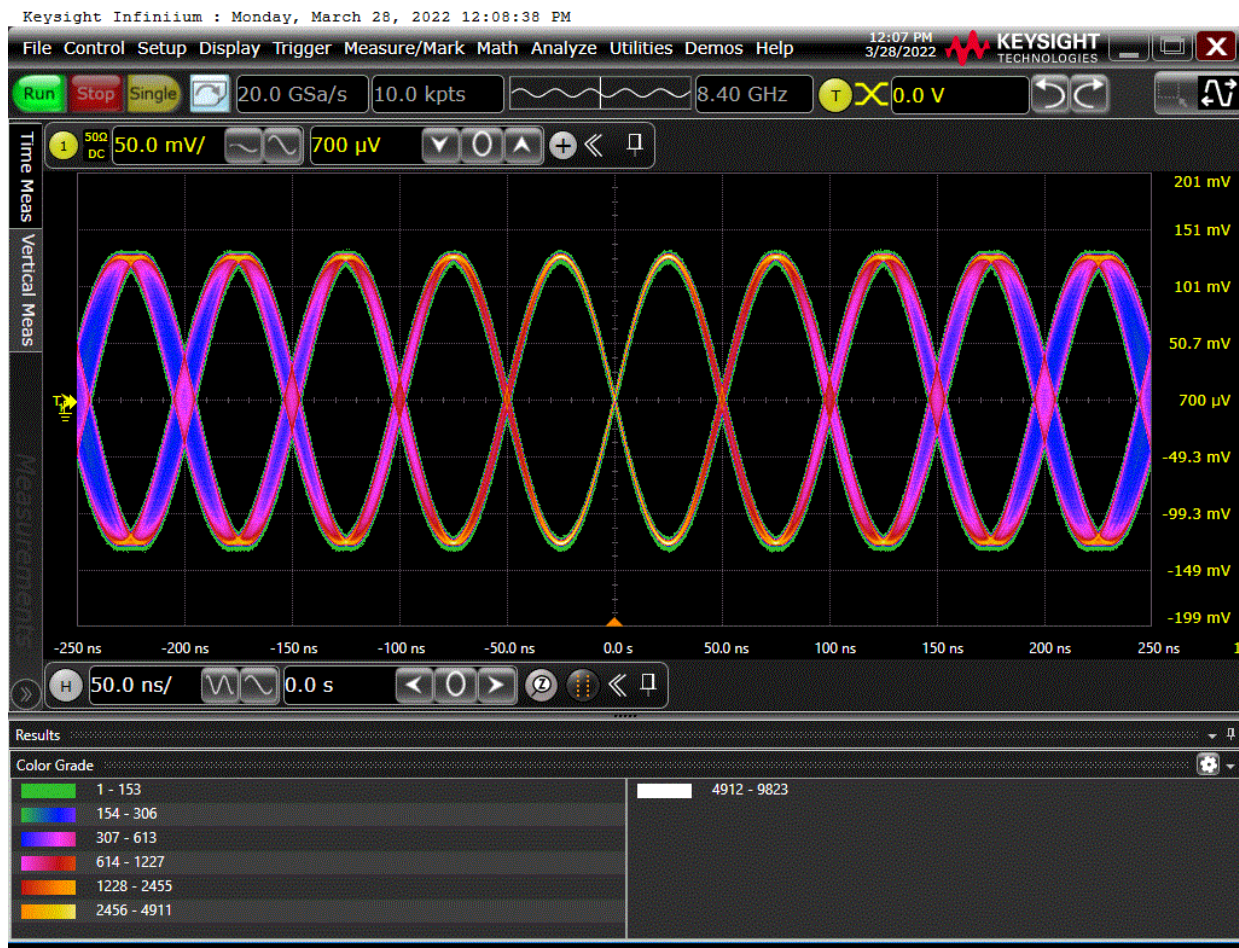 Keysight Infiniium : Monday, March 28, 2022 12:08:38 PM
File Control Setup Display Trigger Measure/Mark Math Analyze Utilities Demos Help 12:07 PM 3/28/2022 KEYSIGHT TECHNOLOGIES
Run Stop Single 20.0 GSa/s 10.0 kpts 8.40 GHz T 0.0 V
1 50Ω DC 50.0 mV/ 700 µV
Time Meas
Vertical Meas
Measurements
201 mV
151 mV
101 mV
50.7 mV
T 700 µV
-49.3 mV
-99.3 mV
-149 mV
-199 mV
-250 ns -200 ns -150 ns -100 ns -50.0 ns 0.0 s 50.0 ns 100 ns 150 ns 200 ns 250 ns
H 50.0 ns/ 0.0 s Z
Results
Color Grade
1 - 153 4912 - 9823
154 - 306
307 - 613
614 - 1227
1228 - 2455
2456 - 4911